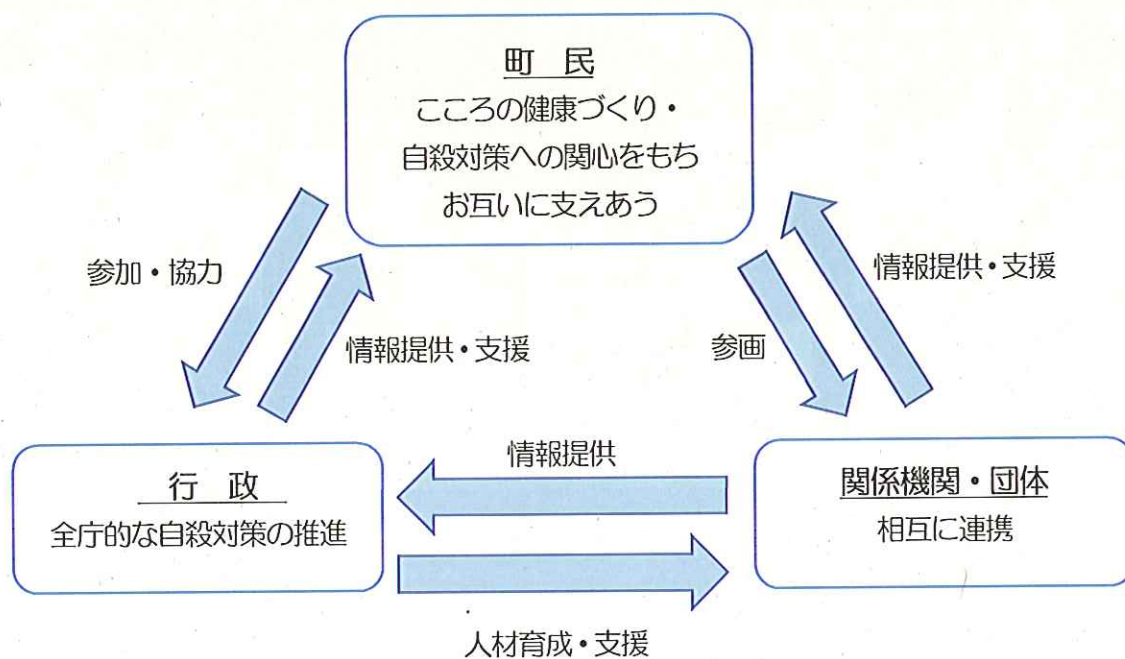 町　民
こころの健康づくり・
自殺対策への関心をもち
お互いに支えあう
参加・協力
情報提供・支援
情報提供・支援
参画
行　政
全庁的な自殺対策の推進
情報提供
関係機関・団体
相互に連携
人材育成・支援